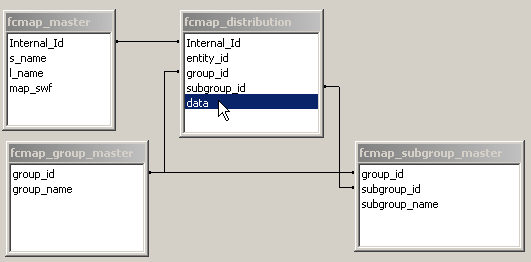 fcmap_master
Internal_Id
s_name
l_name
map_swf
fcmap_distribution
Internal_Id
entity_id
group_id
subgroup_id
data
fcmap_group_master
group_id
group_name
fcmap_subgroup_master
group_id
subgroup_id
subgroup_name